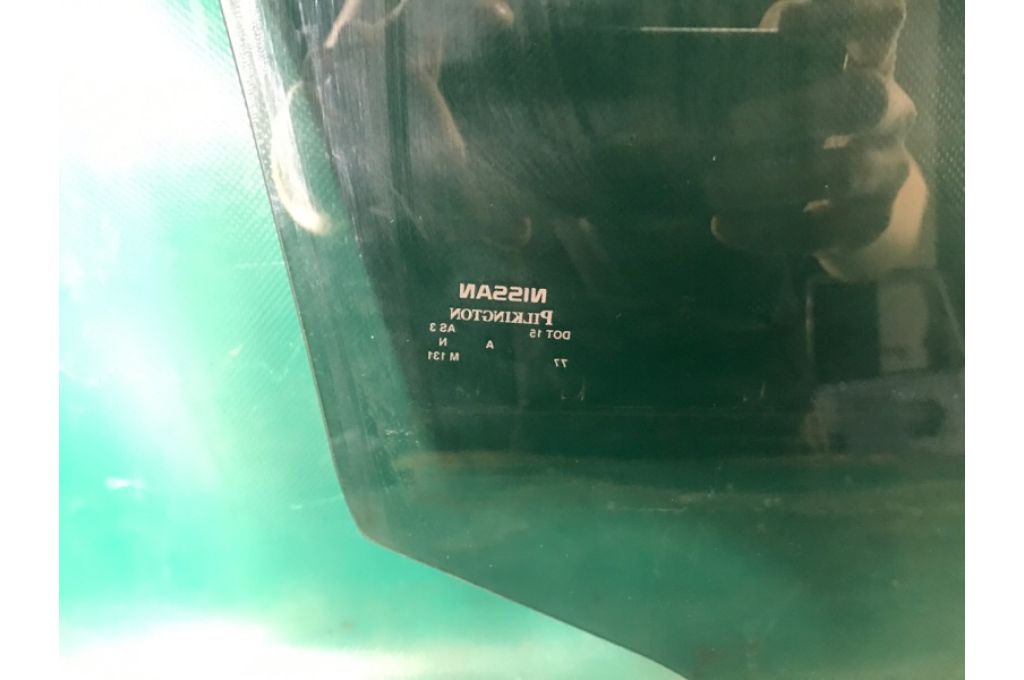 NISSAN
PILKINGTON
DOT 15 AS 3
A N
77 M 131